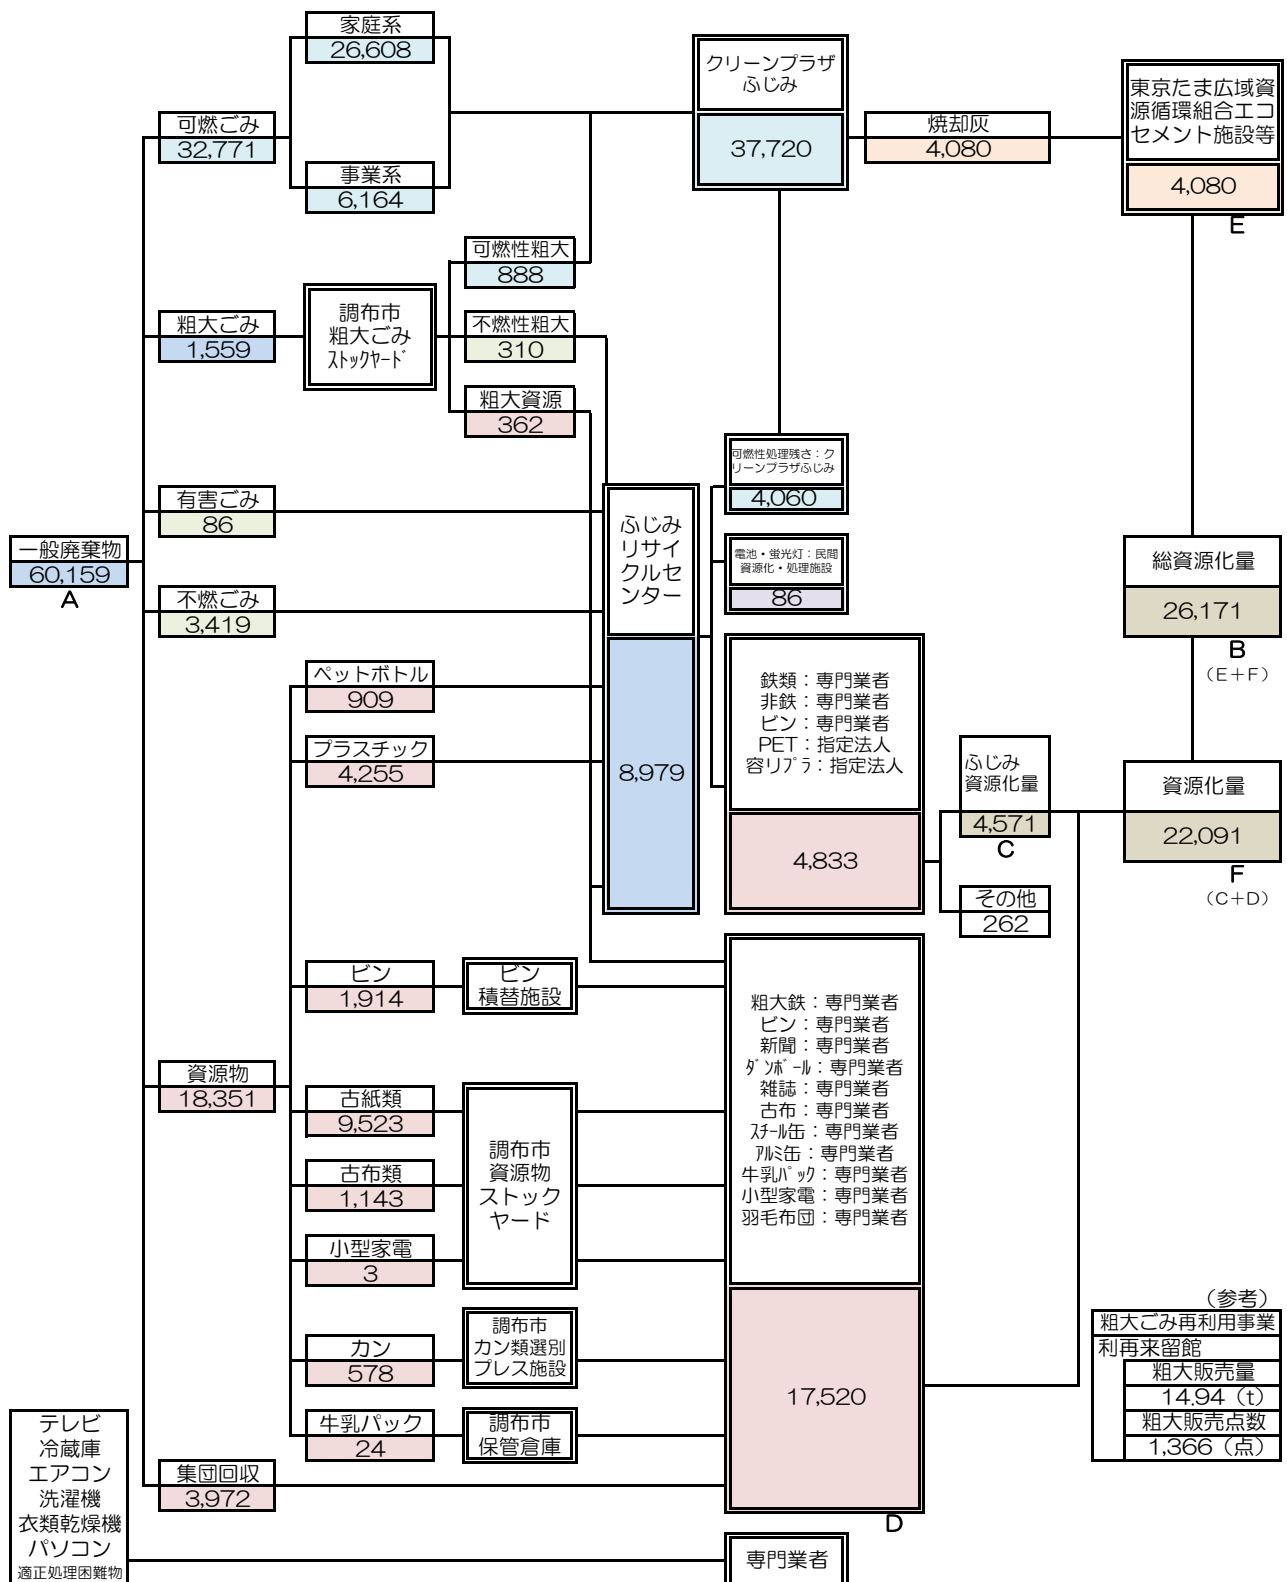 家庭系
26,608
クリーンプラザ
ふじみ
37,720
東京たま広域資
源循環組合エコ
セメント施設等
4,080
E
可燃ごみ
32,771
焼却灰
4,080
事業系
6,164
可燃性粗大
888
粗大ごみ
1,559
調布市
粗大ごみ
ｽﾄｯｸﾔｰﾄﾞ
不燃性粗大
310
粗大資源
362
可燃性処理残さ：ク
リーンプラザふじみ
4,060
有害ごみ
86
ふじみ
リサイ
クルセ
ンター
8,979
電池・蛍光灯：民間
資源化・処理施設
86
一般廃棄物
60,159
A
総資源化量
26,171
B
（E＋F）
不燃ごみ
3,419
ペットボトル
909
鉄類：専門業者
非鉄：専門業者
ビン：専門業者
PET：指定法人
容リプラ：指定法人
4,833
プラスチック
4,255
ふじみ
資源化量
4,571
C
資源化量
22,091
F
（C＋D）
その他
262
ビン
1,914
ビン
積替施設
粗大鉄：専門業者
ビン：専門業者
新聞：専門業者
ﾀﾞﾝﾎﾞｰﾙ：専門業者
雑誌：専門業者
古布：専門業者
ｽﾁｰﾙ缶：専門業者
ｱﾙﾐ缶：専門業者
牛乳ﾊﾟｯｸ：専門業者
小型家電：専門業者
羽毛布団：専門業者
17,520
D
資源物
18,351
古紙類
9,523
調布市
資源物
ストック
ヤード
古布類
1,143
小型家電
3
カン
578
調布市
カン類選別
プレス施設
牛乳パック
24
調布市
保管倉庫
集団回収
3,972
（参考）
粗大ごみ再利用事業
利再来留館
粗大販売量
14.94（t）
粗大販売点数
1,366（点）
テレビ
冷蔵庫
エアコン
洗濯機
衣類乾燥機
パソコン
適正処理困難物
専門業者